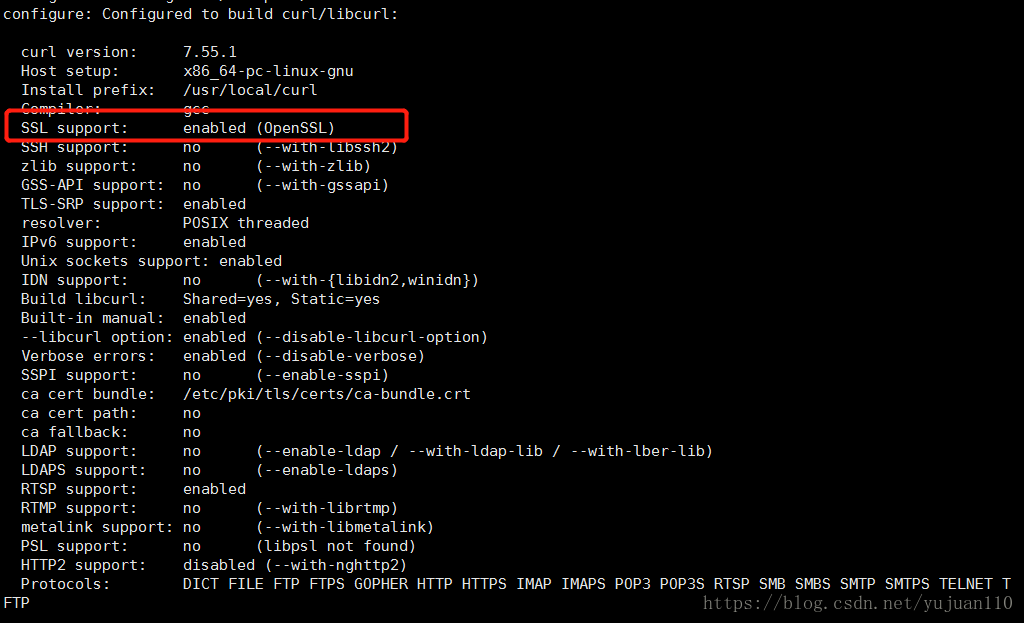 configure: Configured to build curl/libcurl:
curl version: 7.55.1
Host setup: x86_64-pc-linux-gnu
Install prefix: /usr/local/curl
Compiler: gcc
SSL support: enabled (OpenSSL)
SSH support: no (--with-libssh2)
zlib support: no (--with-zlib)
GSS-API support: no (--with-gssapi)
TLS-SRP support: enabled
resolver: POSIX threaded
IPv6 support: enabled
Unix sockets support: enabled
IDN support: no (--with-{libidn2,winidn})
Build libcurl: Shared=yes, Static=yes
Built-in manual: enabled
--libcurl option: enabled (--disable-libcurl-option)
Verbose errors: enabled (--disable-verbose)
SSPI support: no (--enable-sspi)
ca cert bundle: /etc/pki/tls/certs/ca-bundle.crt
ca cert path: no
ca fallback: no
LDAP support: no (--enable-ldap / --with-ldap-lib / --with-lber-lib)
LDAPS support: no (--enable-ldaps)
RTSP support: enabled
RTMP support: no (--with-librtmp)
metalink support: no (--with-libmetalink)
PSL support: no (libpsl not found)
HTTP2 support: disabled (--with-nghttp2)
Protocols: DICT FILE FTP FTPS GOPHER HTTP HTTPS IMAP IMAPS POP3 POP3S RTSP SMB SMBS SMTP SMTPS TELNET T
FTP
https://blog.csdn.net/yujuan110